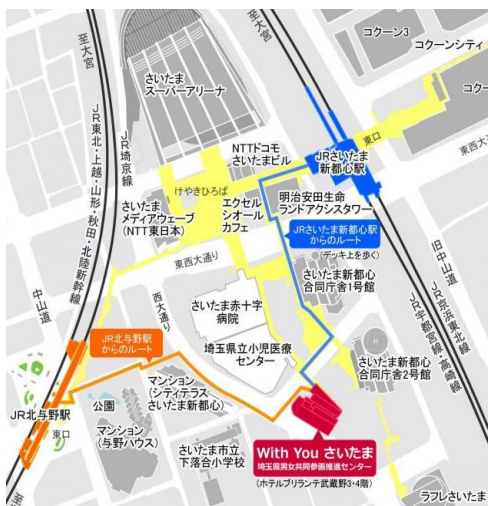 至大宮
至大宮
コクーン3
コクーンシティ
コク
さいたま
スーパーアリーナ
JR東北・上越・山形・秋田・北陸新幹線
JR埼京線
NTTドコモ
さいたまビル
東口
JRさいたま
新都心駅
東西大通り
けやきひろば
明治安田生命
ランドアクシスタワー
さいたま
メディアウェーブ
(NTT東日本)
エクセル
シオール
カフェ
JRさいたま新都心駅
からのルート
(デッキ上を歩く)
東西大通り
旧中山道
中山道
西大通り
さいたま新都心
合同庁舎1号館
さいたま赤十字
病院
JR京浜東北線
JR宇都宮線・高崎線
JR北与野駅
からのルート
埼玉県立小児医療
センター
さいたま新都心
合同庁舎2号館
マンション
(シティテラス
さいたま新都心)
公園
JR北与野駅
東口
マンション
(与野ハウス)
With You さいたま
埼玉県男女共同参画推進センター
(ホテルブリランテ武蔵野3・4階)
さいたま市立
下落合小学校
ラフレさいたま